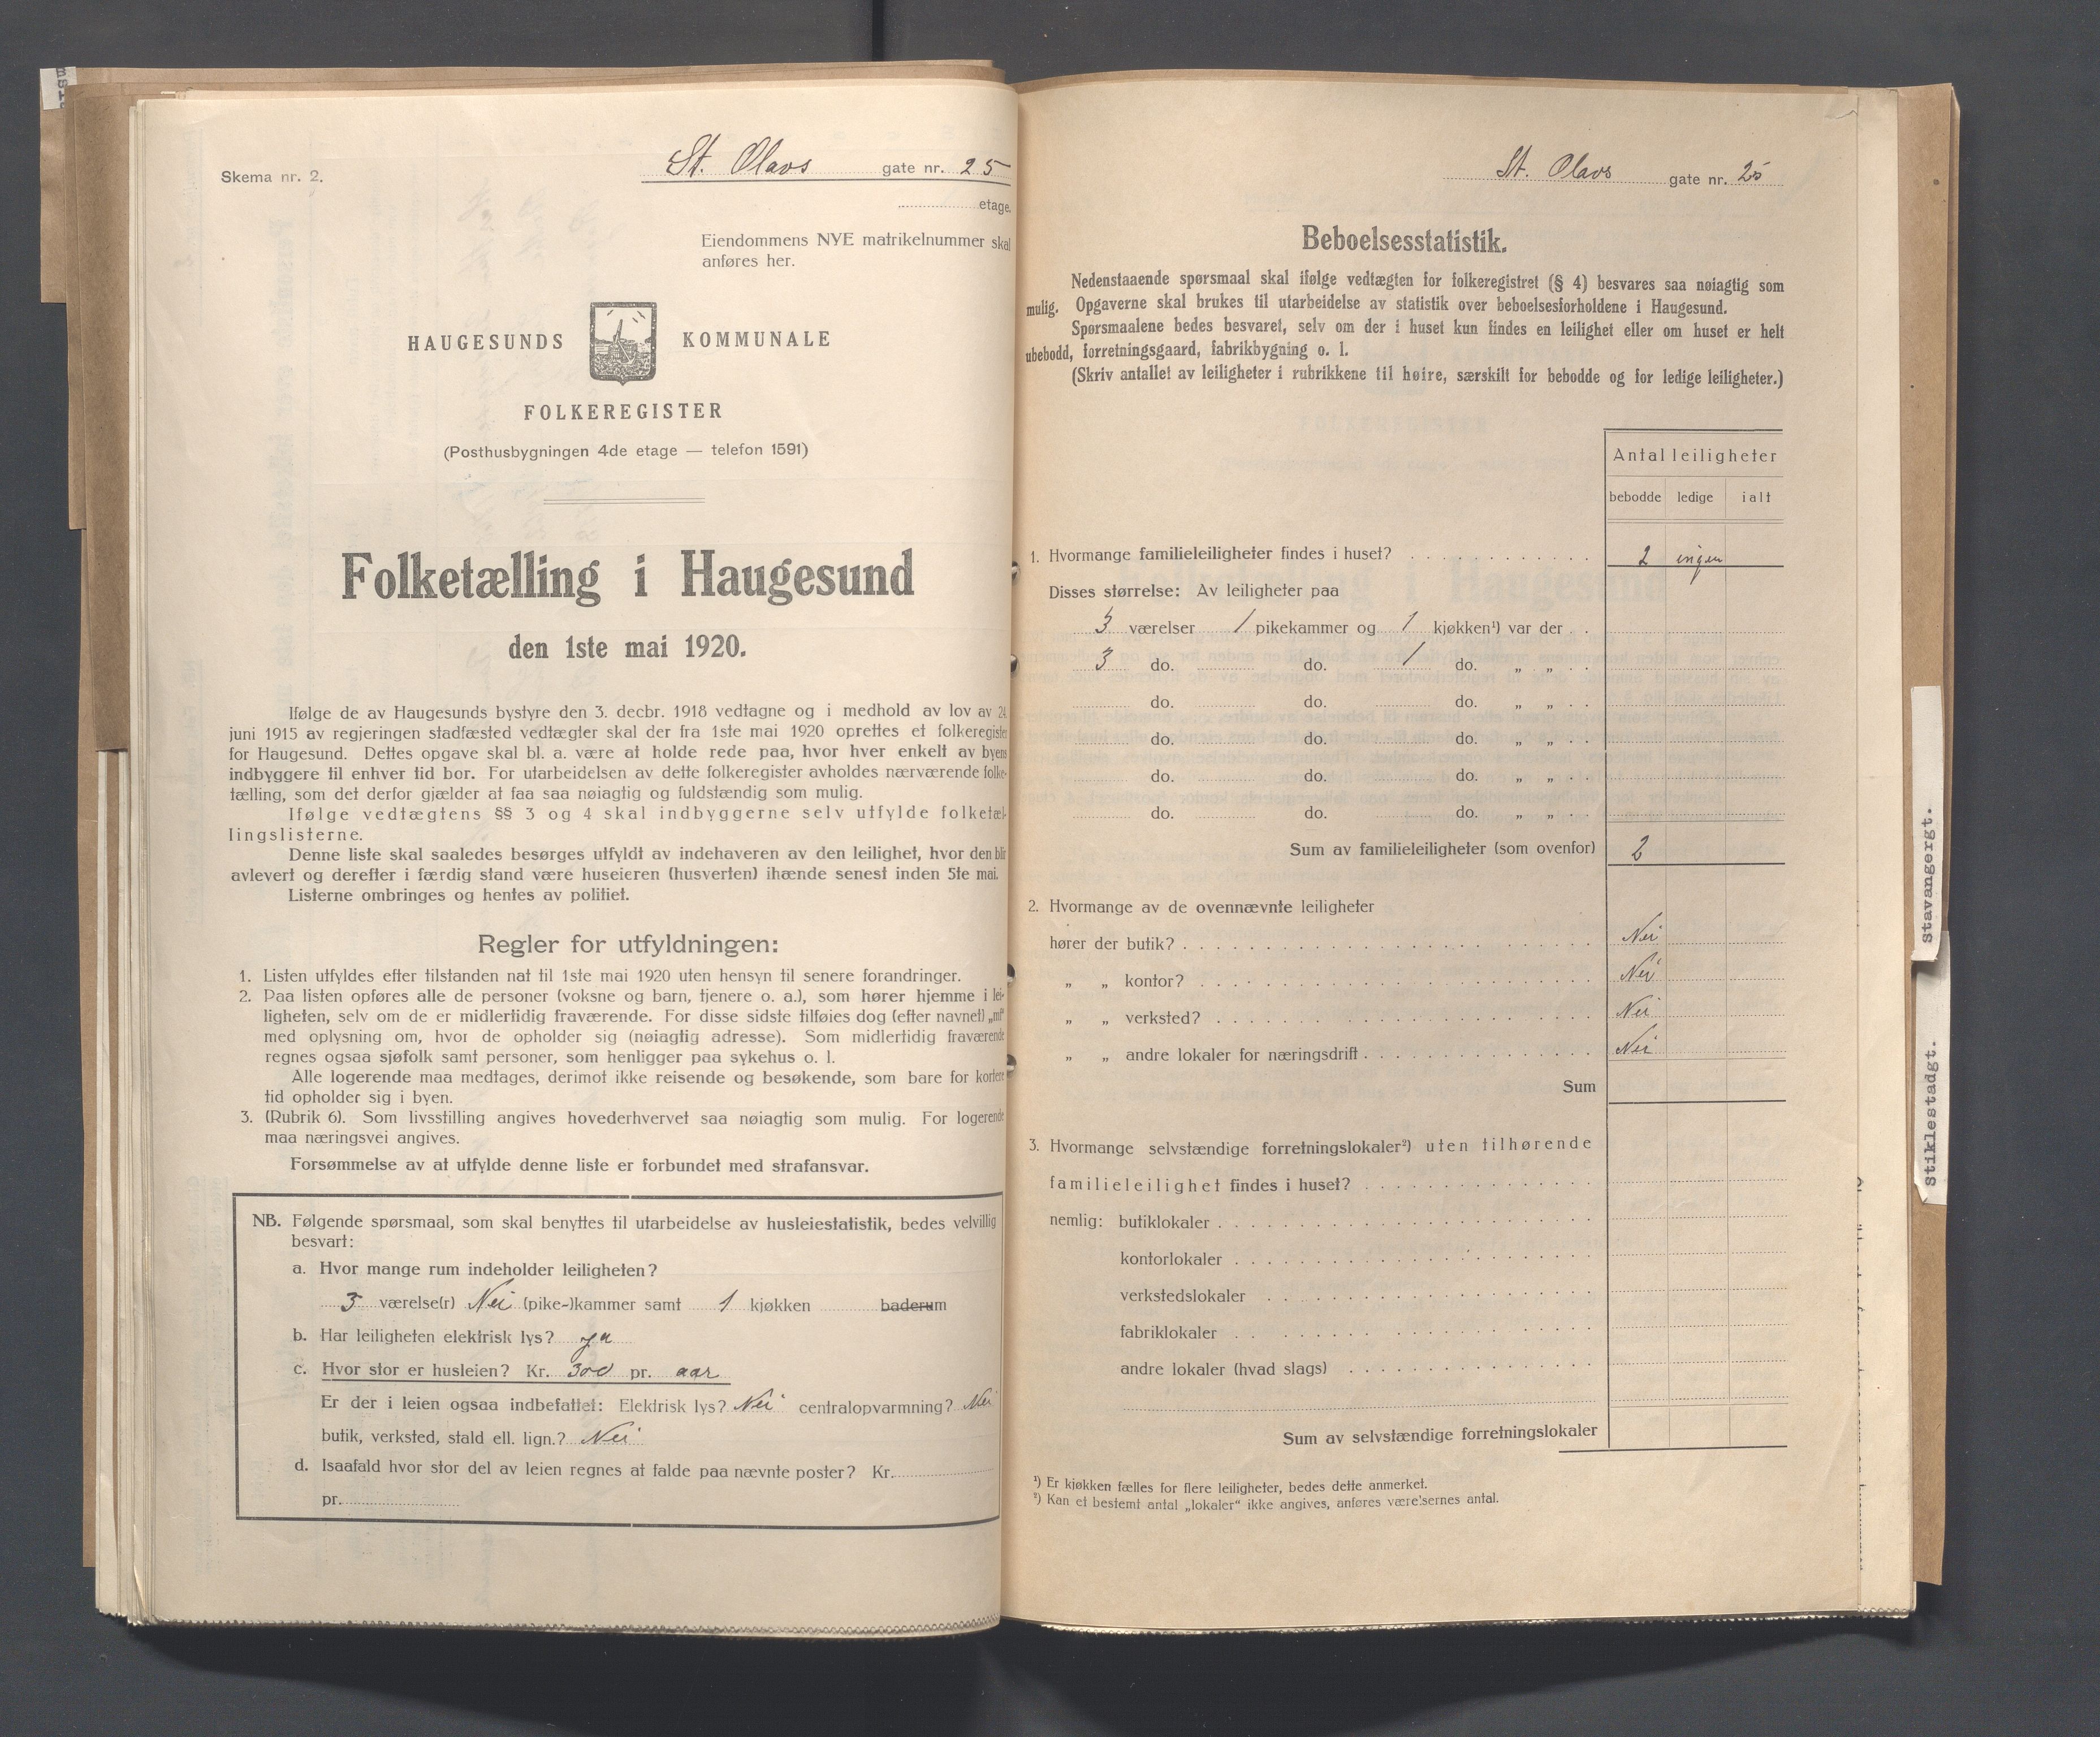 Skema nr. 2.
St. Olavs gate nr. 25
etage.
Eiendommens NYE matrikelnummer skal
anføres her.
HAUGESUNDS KOMMUNALE
FOLKEREGISTER
(Posthusbygningen 4de etage — telefon 1591)
Folketælling i Haugesund
den 1ste mai 1920.
Ifølge de av Haugesunds bystyre den 3. decbr. 1918 vedtagne og i medhold av lov av 24
juni 1915 av regjeringen stadfæsted vedtægter skal der fra 1ste mai 1920 oprettes et folkeregister
for Haugesund. Dettes opgave skal bl. a. være at holde rede paa, hvor hver enkelt av byens
indbyggere til enhver tid bor. For utarbeidelsen av dette folkeregister avholdes nærværende folke-
tælling, som det derfor gjælder at faa saa nøiagtig og fuldstændig som mulig.
Ifølge vedtægtens §§ 3 og 4 skal indbyggerne selv utfylde folketæl-
lingslisterne.
Denne liste skal saaledes besørges utfyldt av indehaveren av den leilighet, hvor den blir
avlevert og derefter i færdig stand være huseieren (husverten) ihænde senest inden 5te mai.
Listerne ombringes og hentes av politiet.
Regler for utfyldningen:
1. Listen utfyldes efter tilstanden nat til 1ste mai 1920 uten hensyn til senere forandringer.
2. Paa listen opføres alle de personer (voksne og barn, tjenere o. a.), som hører hjemme i lei-
ligheten, selv om de er midlertidig fraværende. For disse sidste tilføies dog (efter navnet) „mf“
med oplysning om, hvor de opholder sig (nøiagtig adresse). Som midlertidig fraværende
regnes ogsaa sjøfolk samt personer, som henligger paa sykehus o. l.
Alle logerende maa medtages, derimot ikke reisende og besøkende, som bare for kortere
tid opholder sig i byen.
3. (Rubrik 6). Som livsstilling angives hovederhvervet saa nøiagtig som mulig. For logerende
maa næringsvei angives.
Forsømmelse av at utfylde denne liste er forbundet med strafansvar.
NB. Følgende spørsmaal, som skal benyttes til utarbeidelse av husleiestatistik, bedes velvillig
besvart:
a. Hvor mange rum indeholder leiligheten?
3 værelse(r) Nei (pike-)kammer samt 1 kjøkken baderum
b. Har leiligheten elektrisk lys? ja
c. Hvor stor er husleien? Kr. 300 pr. aar
Er der i leien ogsaa indbefattet: Elektrisk lys? Nei centralopvarmning? Nei
butik, verksted, stald ell. lign.? Nei
d. Isaafald hvor stor del av leien regnes at falde paa nævnte poster? Kr.
pr.
St. Olavs gate nr. 25
Beboelsesstatistik.
Nedenstaaende spørsmaal skal ifølge vedtægten for folkeregistret (§ 4) besvares saa nøiagtig som
mulig. Opgaverne skal brukes til utarbeidelse av statistik over beboelsesforholdene i Haugesund.
Spørsmaalene bedes besvaret, selv om der i huset kun findes en leilighet eller om huset er helt
ubebodd, forretningsgaard, fabrikbygning o. l.
(Skriv antallet av leiligheter i rubrikkene til høire, særskilt for bebodde og for ledige leiligheter.)
Antal leiligheter
bebodde ledige ialt
1. Hvormange familieleiligheter findes i huset? 2 ingen
Disses størrelse: Av leiligheter paa
3 værelser 1 pikekammer og 1 kjøkken¹) var der
3 do. do. 1 do. „ „
do. do. do. „ „
do. do. do. „ „
do. do. do. „ „
do. do. do. „ „
Sum av familieleiligheter (som ovenfor) 2
2. Hvormange av de ovennævnte leiligheter
hører der butik? Nei
„ „ kontor? Nei
„ „ verksted? Nei
„ „ andre lokaler for næringsdrift Nei
Sum
3. Hvormange selvstændige forretningslokaler²) uten tilhørende
familieleilighet findes i huset?
nemlig: butiklokaler
kontorlokaler
verkstedslokaler
fabriklokaler
andre lokaler (hvad slags)
Sum av selvstændige forretningslokaler
¹) Er kjøkken fælles for flere leiligheter, bedes dette anmerket.
²) Kan et bestemt antal „lokaler“ ikke angives, anføres værelsernes antal.
Stavangergt.
Stiklestadgt.